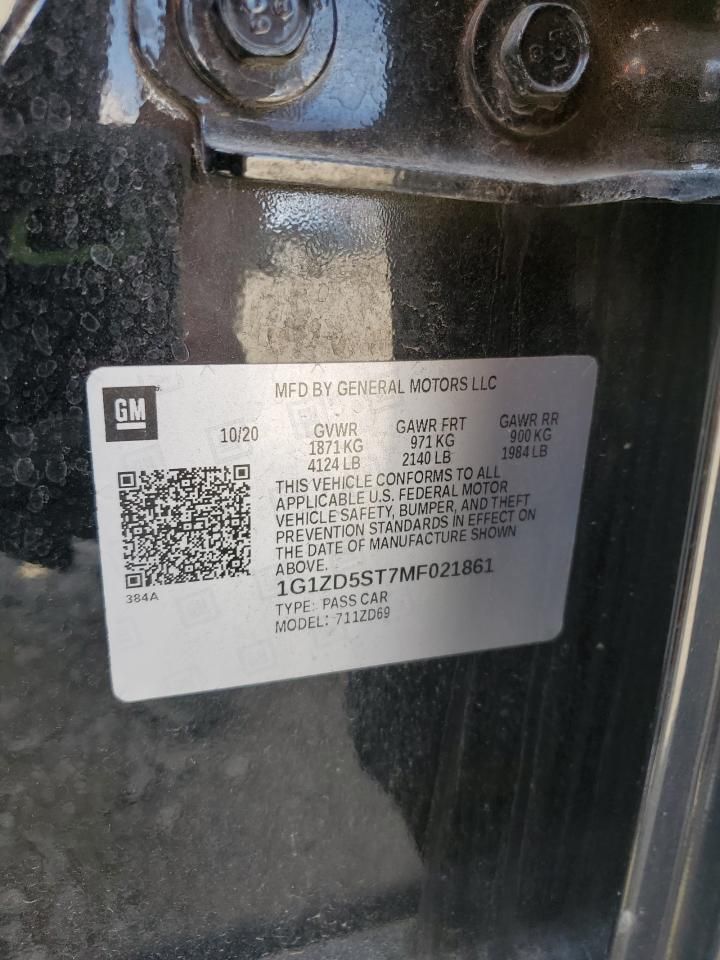 MFD BY GENERAL MOTORS LLC
GM
10/20
GVWR
1871 KG
4124 LB
GAWR FRT
971 KG
2140 LB
GAWR RR
900 KG
1984 LB
THIS VEHICLE CONFORMS TO ALL
APPLICABLE U.S. FEDERAL MOTOR
VEHICLE SAFETY, BUMPER, AND THEFT
PREVENTION STANDARDS IN EFFECT ON
THE DATE OF MANUFACTURE SHOWN
ABOVE.
1G1ZD5ST7MF021861
TYPE: PASS CAR
MODEL: 711ZD69
384A